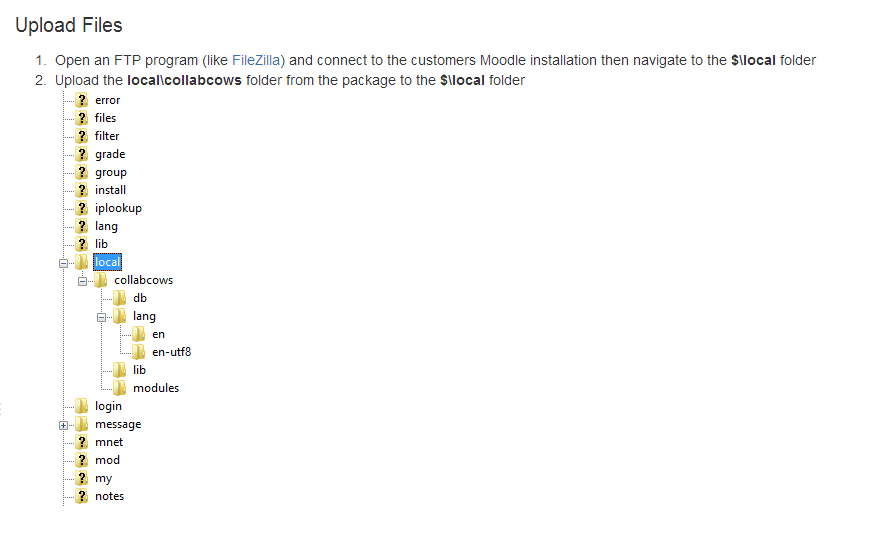 Upload Files
1. Open an FTP program (like FileZilla) and connect to the customers Moodle installation then navigate to the $\local folder
2. Upload the local\collabcows folder from the package to the $\local folder
error
files
filter
grade
group
install
iplookup
lang
lib
local
collabcows
db
lang
en
en-utf8
lib
modules
login
message
mnet
mod
my
notes